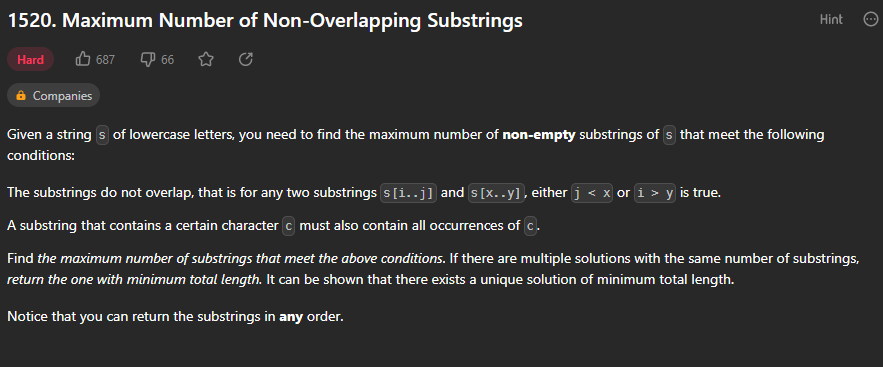 1520. Maximum Number of Non-Overlapping Substrings
Hint
Hard 687 66
Companies
Given a string s of lowercase letters, you need to find the maximum number of non-empty substrings of s that meet the following
conditions:
The substrings do not overlap, that is for any two substrings s[i..j] and s[x..y], either j < x or i > y is true.
A substring that contains a certain character c must also contain all occurrences of c.
Find the maximum number of substrings that meet the above conditions. If there are multiple solutions with the same number of substrings,
return the one with minimum total length. It can be shown that there exists a unique solution of minimum total length.
Notice that you can return the substrings in any order.